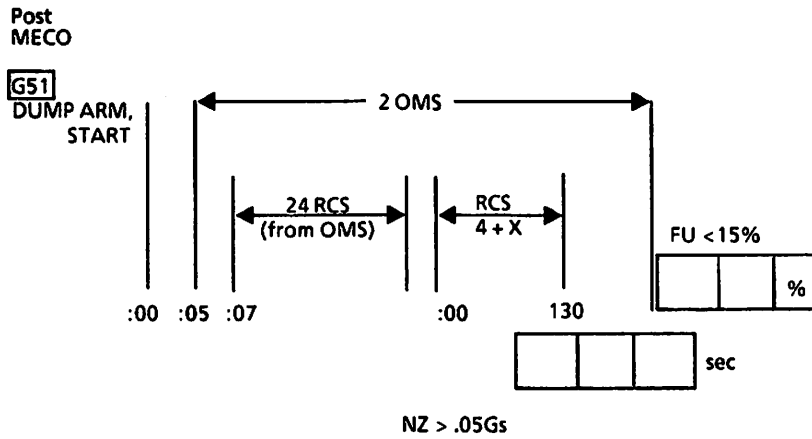 Post
MECO
G51
DUMP ARM,
START
2 OMS
24 RCS
(from OMS)
RCS
4 + X
FU <15%
%
:00 :05 :07 :00 130
sec
NZ > .05Gs